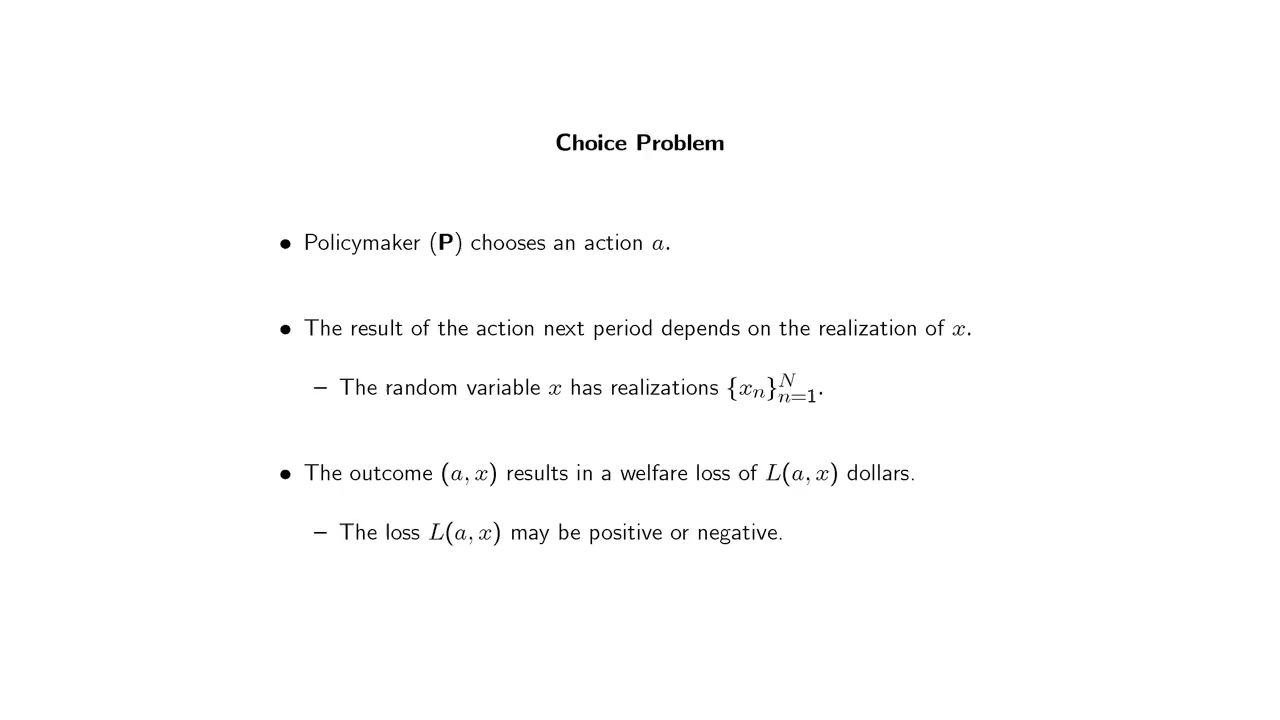 Choice Problem
• Policymaker (P) chooses an action a.
• The result of the action next period depends on the realization of x.
– The random variable x has realizations {xₙ}ᴺₙ₌₁.
• The outcome (a, x) results in a welfare loss of L(a, x) dollars.
– The loss L(a, x) may be positive or negative.